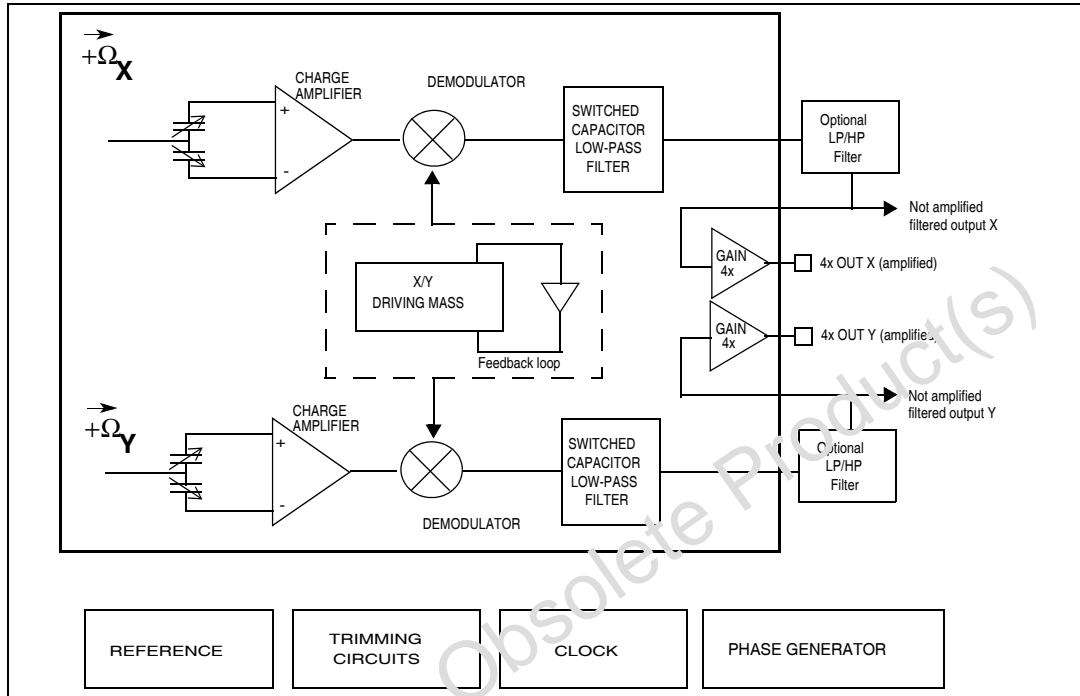 +Ω X
CHARGE
AMPLIFIER
DEMODULATOR
SWITCHED
CAPACITOR
LOW-PASS
FILTER
Optional
LP/HP
Filter
+
-
Not amplified
filtered output X
GAIN
4x
4x OUT X (amplified)
X/Y
DRIVING MASS
Feedback loop
GAIN
4x
4x OUT Y (amplified)
Not amplified
filtered output Y
+Ω Y
CHARGE
AMPLIFIER
+
-
DEMODULATOR
SWITCHED
CAPACITOR
LOW-PASS
FILTER
Optional
LP/HP
Filter
REFERENCE
TRIMMING
CIRCUITS
CLOCK
PHASE GENERATOR
Obsolete Product(s)